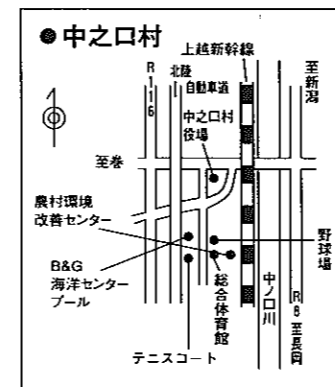 ●中之口村
上越新幹線
R116
北陸
自動車道
至新潟
中之口村
役場
至巻
農村環境
改善センター
B&G
海洋センター
プール
総合体育館
野球場
中ノ口川
R8至長岡
テニスコート